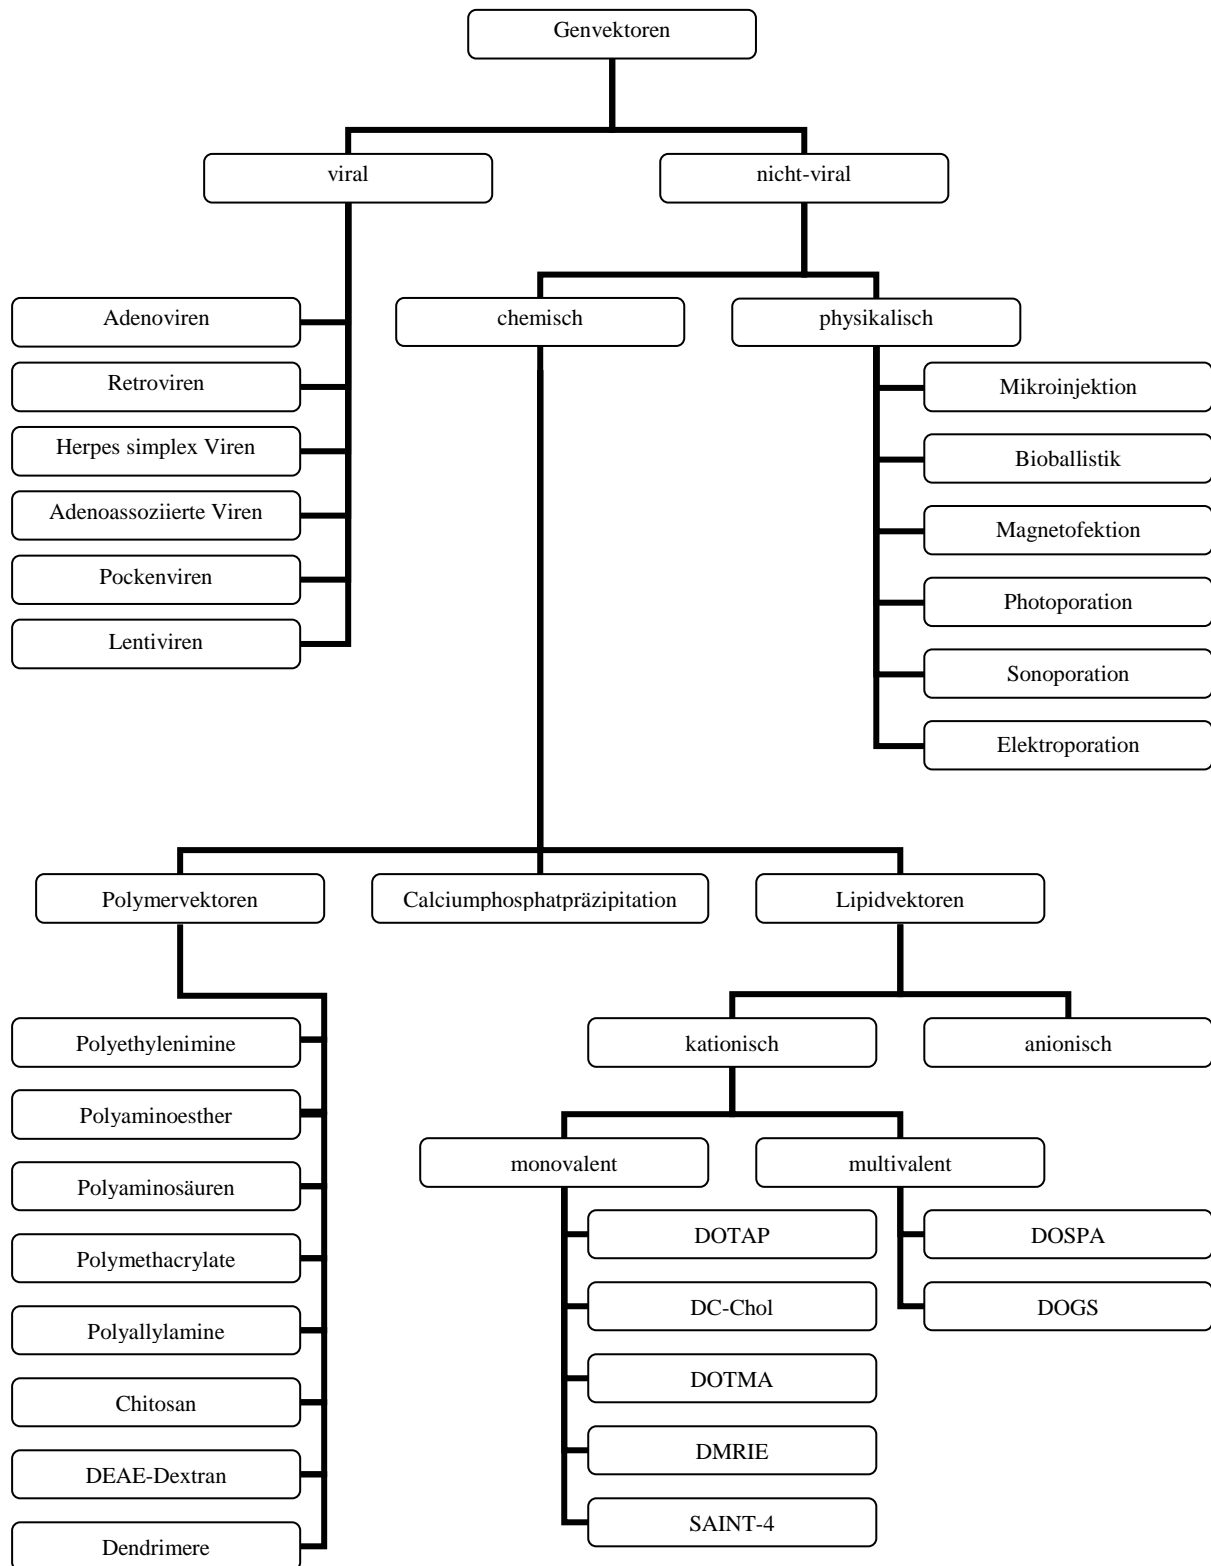 Genvektoren
viral
nicht-viral
Adenoviren
Retroviren
Herpes simplex Viren
Adenoassoziierte Viren
Pockenviren
Lentiviren
chemisch
physikalisch
Mikroinjektion
Bioballistik
Magnetofektion
Photoporation
Sonoporation
Elektroporation
Polymervektoren
Calciumphosphatpräzipitation
Lipidvektoren
Polyethylenimine
Polyaminoesther
Polyaminosäuren
Polymethacrylate
Polyallylamine
Chitosan
DEAE-Dextran
Dendrimere
kationisch
anionisch
monovalent
multivalent
DOTAP
DC-Chol
DOTMA
DMRIE
SAINT-4
DOSPA
DOGS